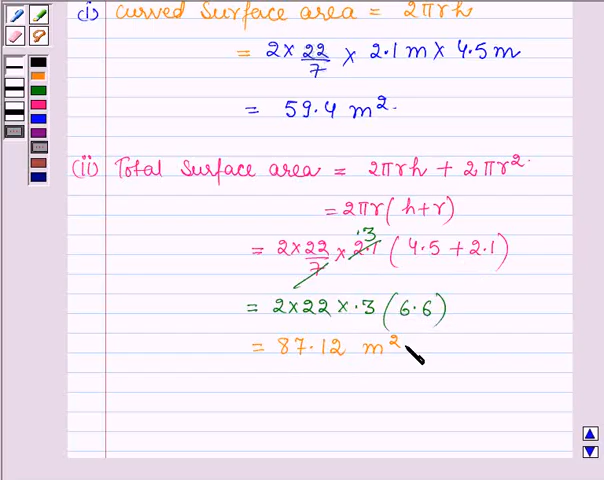 (i) Curved Surface area = 2πrh
= 2 × 22/7 × 2.1 m × 4.5 m
= 59.4 m².
(ii) Total Surface area = 2πrh + 2πr².
= 2πr (h+r)
= 2 × 22/7 × 2.1 .3 (4.5 + 2.1)
= 2 × 22 × .3 (6.6)
= 87.12 m²